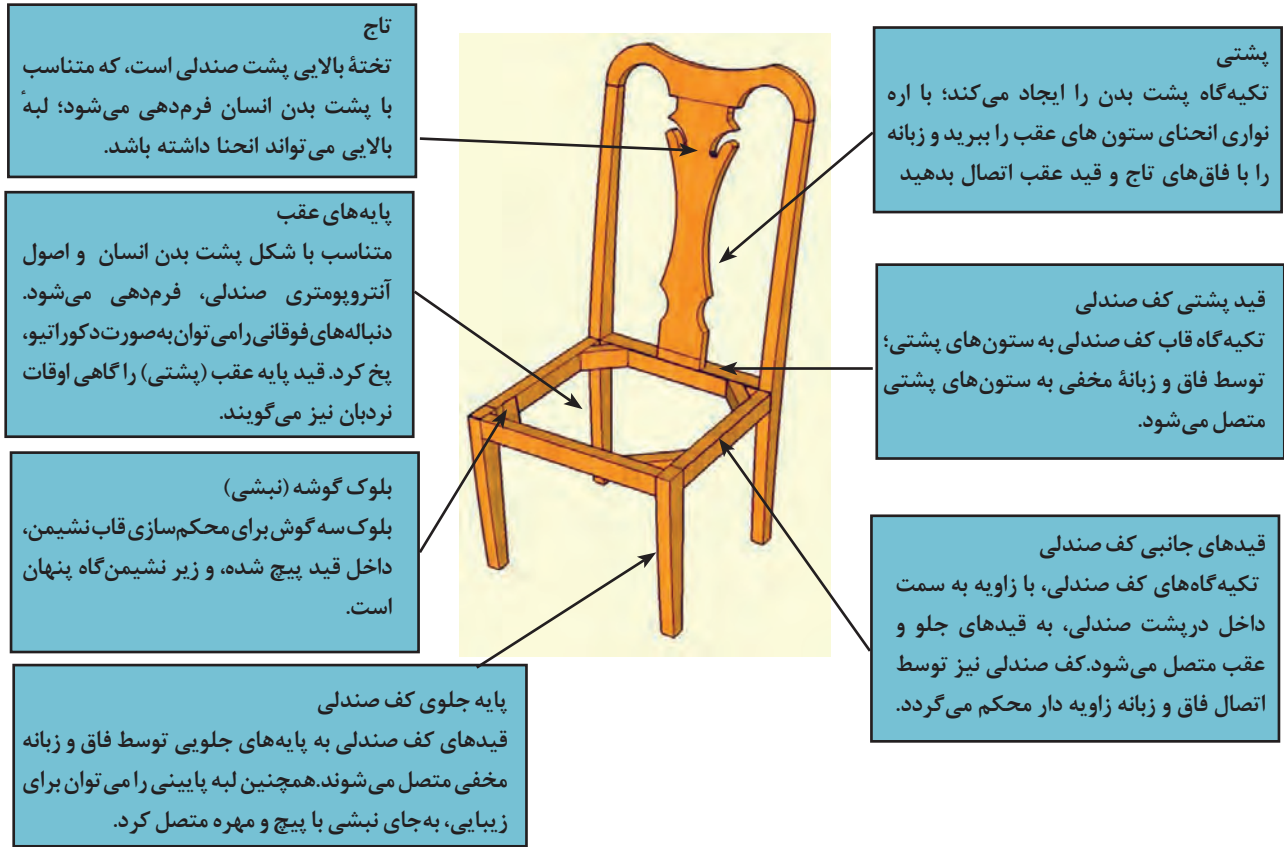 تاج
تختهٔ بالایی پشت صندلی است، که متناسب
با پشت بدن انسان فرم‌دهی می‌شود؛ لبهٔ
بالایی می‌تواند انحنا داشته باشد.
پشتی
تکیه‌گاه پشت بدن را ایجاد می‌کند؛ با اره
نواری انحنای ستون های عقب را ببرید و زبانه
را با فاق‌های تاج و قید عقب اتصال بدهید
پایه‌های عقب
متناسب با شکل پشت بدن انسان و اصول
آنتروپومتری صندلی، فرم‌دهی می‌شود.
دنباله‌های فوقانی رامی‌توان به‌صورت دکوراتیو،
پخ کرد. قید پایه عقب (پشتی) را گاهی اوقات
نردبان نیز می‌گویند.
قید پشتی کف صندلی
تکیه‌گاه قاب کف صندلی به ستون‌های پشتی؛
توسط فاق و زبانهٔ مخفی به ستون‌های پشتی
متصل می‌شود.
بلوک گوشه (نبشی)
بلوک سه گوش برای محکم‌سازی قاب نشیمن،
داخل قید پیچ شده، و زیر نشیمن‌گاه پنهان
است.
قیدهای جانبی کف صندلی
تکیه‌گاه‌های کف صندلی، با زاویه به سمت
داخل درپشت صندلی، به قیدهای جلو و
عقب متصل می‌شود.کف صندلی نیز توسط
اتصال فاق و زبانه زاویه دار محکم می‌گردد.
پایه جلوی کف صندلی
قیدهای کف صندلی به پایه‌های جلویی توسط فاق و زبانه
مخفی متصل می‌شوند.همچنین لبه پایینی را می‌توان برای
زیبایی، به‌جای نبشی با پیچ و مهره متصل کرد.